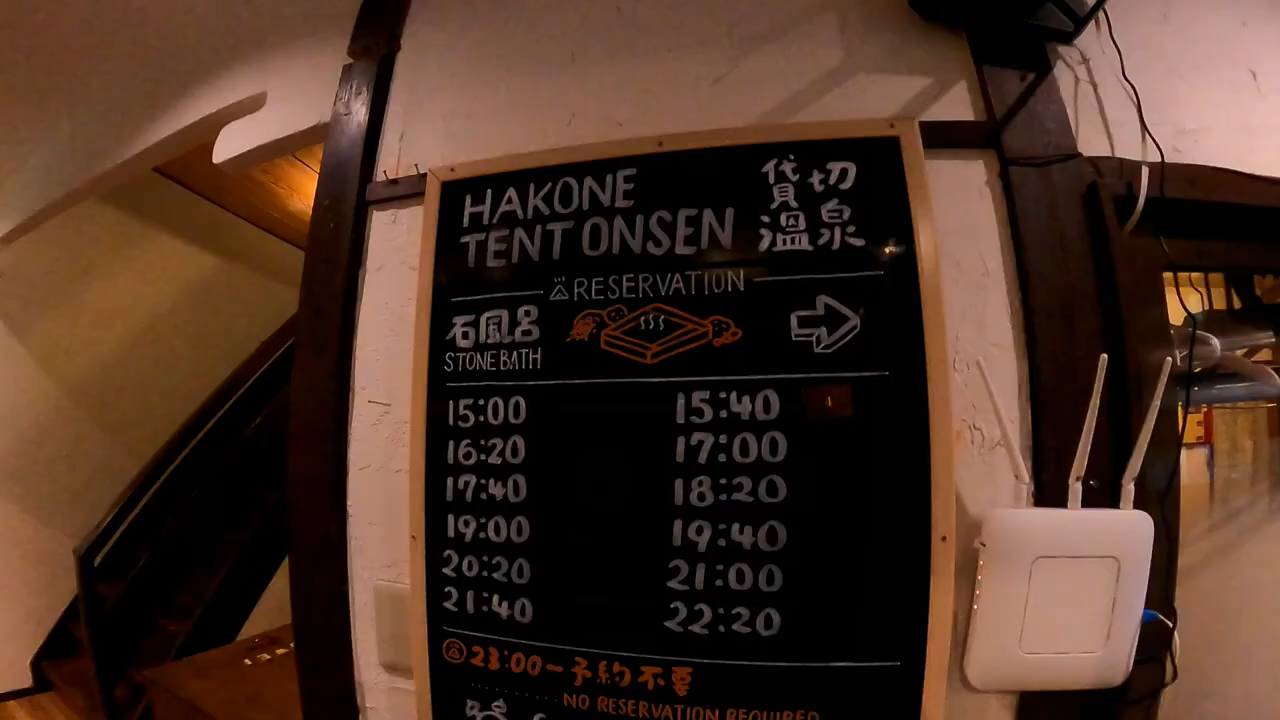 HAKONE
TENT ONSEN
貸切
温泉
RESERVATION
石風呂
STONE BATH
15:00 15:40 4
16:20 17:00
17:40 18:20
19:00 19:40
20:20 21:00
21:40 22:20
23:00~予約不要
NO RESERVATION REQUIRED